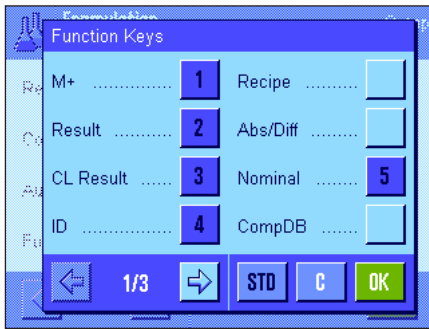 Formulation
Function Keys
M+ .............. 1
Recipe ..........
Result ........... 2
Abs/Diff .........
CL Result ...... 3
Nominal ........ 5
ID ................ 4
CompDB .......
1/3
STD C OK